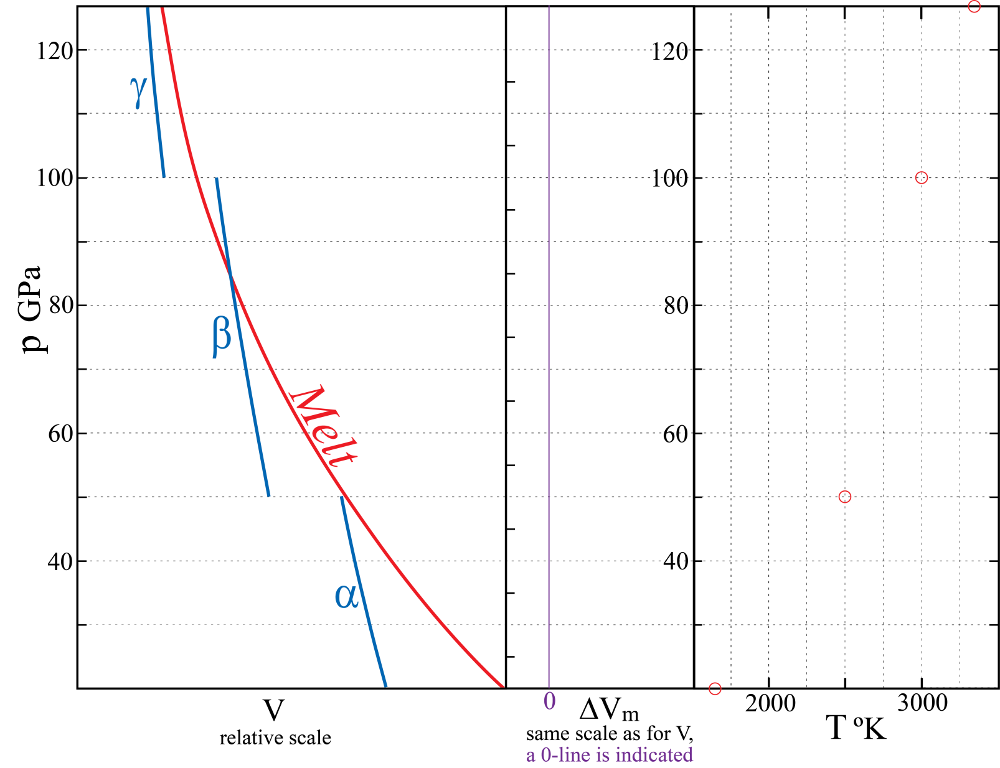 120
100
80
60
40
p GPa
γ
β
α
Melt
V
relative scale
120
100
80
60
40
0
ΔVm
same scale as for V,
a 0-line is indicated
2000 3000
T ºK